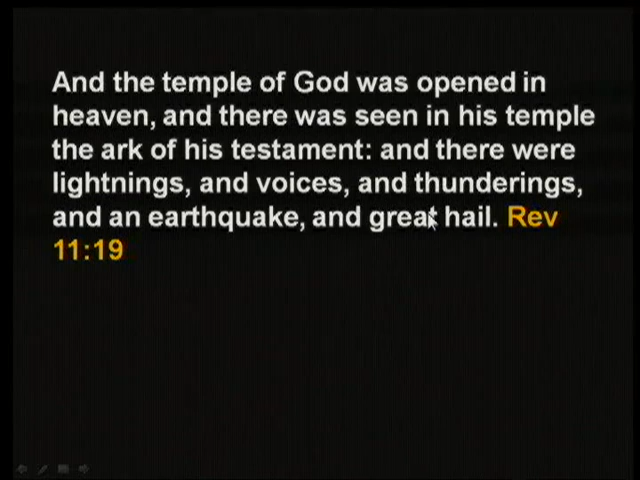 And the temple of God was opened in
heaven, and there was seen in his temple
the ark of his testament: and there were
lightnings, and voices, and thunderings,
and an earthquake, and great hail. Rev
11:19